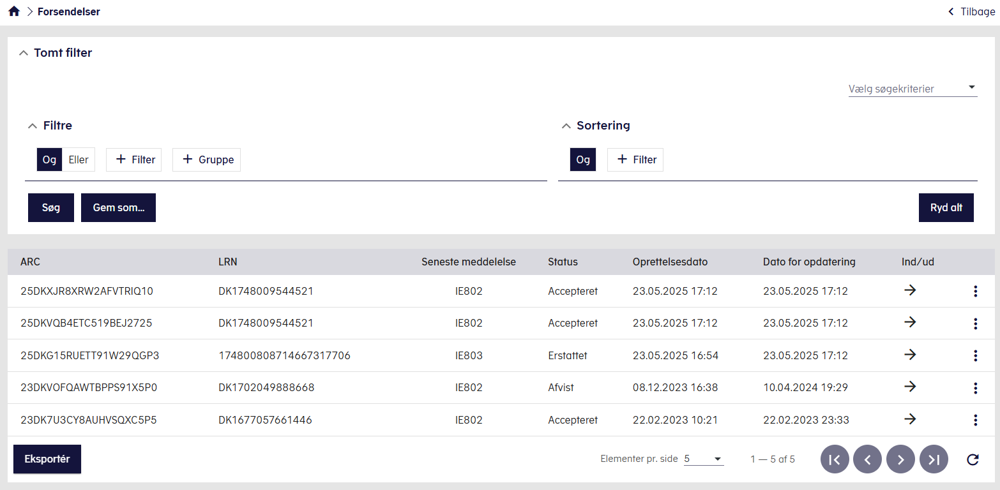 Forsendelser
Tilbage
Tomt filter
Vælg søgekriterier
Filtre
Sortering
Og Eller + Filter + Gruppe
Og + Filter
Søg Gem som...
Ryd alt
ARC LRN Seneste meddelelse Status Oprettelsesdato Dato for opdatering Ind/ud
25DKXJR8XRW2AFVTRIQ10 DK1748009544521 IE802 Accepteret 23.05.2025 17:12 23.05.2025 17:12
25DKVQB4ETC519BEJ2725 DK1748009544521 IE802 Accepteret 23.05.2025 17:12 23.05.2025 17:12
25DKG15RUETT91W29QGP3 174800808714667317706 IE803 Erstattet 23.05.2025 16:54 23.05.2025 17:12
23DKVOFQAWTBPPS91X5P0 DK1702049888668 IE802 Afvist 08.12.2023 16:38 10.04.2024 19:29
23DK7U3CY8AUHVSQXC5P5 DK1677057661446 IE802 Accepteret 22.02.2023 10:21 22.02.2023 23:33
Eksportér
Elementer pr. side 5 1 — 5 af 5